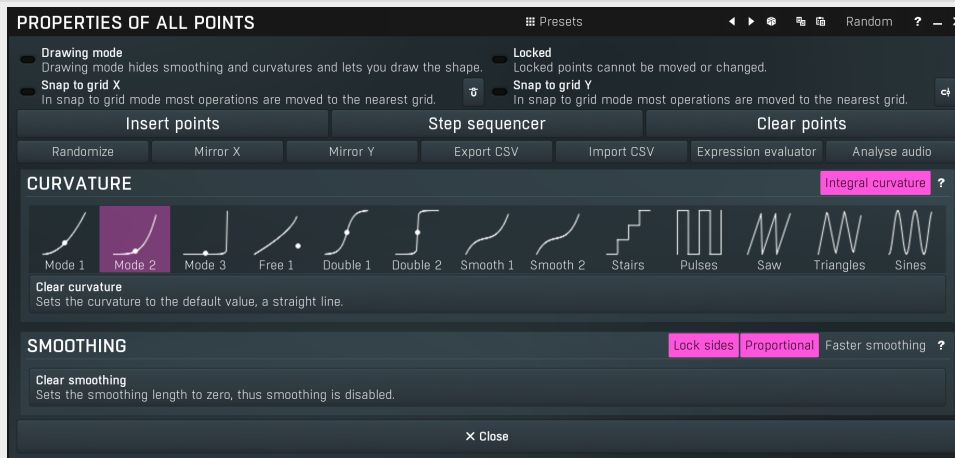 PROPERTIES OF ALL POINTS Presets Random ?
Drawing mode
Drawing mode hides smoothing and curvatures and lets you draw the shape.
Locked
Locked points cannot be moved or changed.
Snap to grid X
In snap to grid mode most operations are moved to the nearest grid.
Snap to grid Y
In snap to grid mode most operations are moved to the nearest grid.
Insert points Step sequencer Clear points
Randomize Mirror X Mirror Y Export CSV Import CSV Expression evaluator Analyse audio
CURVATURE Integral curvature ?
Mode 1 Mode 2 Mode 3 Free 1 Double 1 Double 2 Smooth 1 Smooth 2 Stairs Pulses Saw Triangles Sines
Clear curvature
Sets the curvature to the default value, a straight line.
SMOOTHING Lock sides Proportional Faster smoothing ?
Clear smoothing
Sets the smoothing length to zero, thus smoothing is disabled.
Close